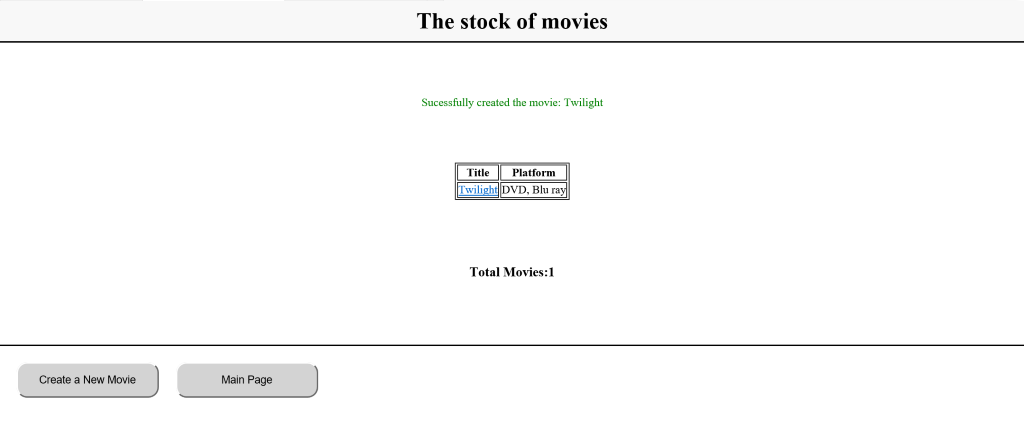 The stock of movies
Sucessfully created the movie: Twilight
Title Platform
Twilight DVD, Blu ray
Total Movies:1
Create a New Movie Main Page